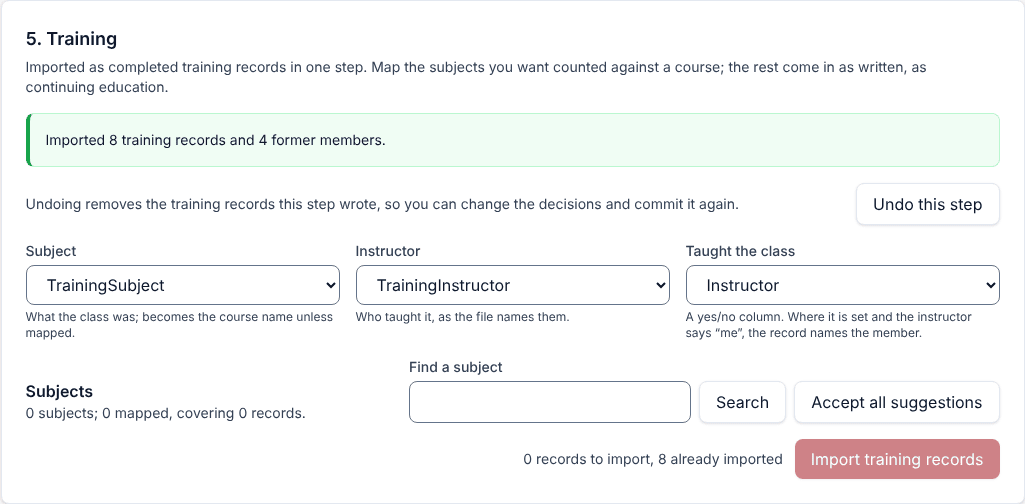 5. Training
Imported as completed training records in one step. Map the subjects you want counted against a course; the rest come in as written, as
continuing education.
Imported 8 training records and 4 former members.
Undoing removes the training records this step wrote, so you can change the decisions and commit it again.
Undo this step
Subject
Instructor
Taught the class
TrainingSubject
TrainingInstructor
Instructor
What the class was; becomes the course name unless
mapped.
Who taught it, as the file names them.
A yes/no column. Where it is set and the instructor
says “me”, the record names the member.
Find a subject
Subjects
0 subjects; 0 mapped, covering 0 records.
Search
Accept all suggestions
0 records to import, 8 already imported
Import training records